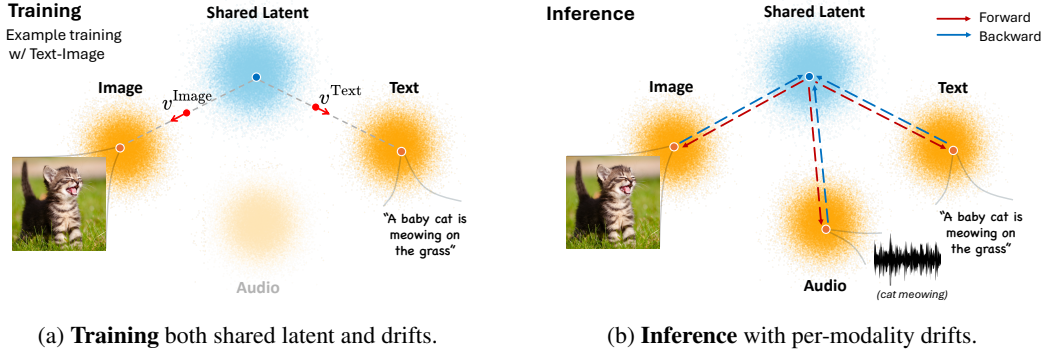 Training
Example training
w/ Text-Image
Shared Latent
Image
Text
v^Image
v^Text
"A baby cat is
meowing on
the grass"
Audio
(a) Training both shared latent and drifts.
Inference
Shared Latent
Forward
Backward
Image
Text
"A baby cat is
meowing on
the grass"
Audio
(cat meowing)
(b) Inference with per-modality drifts.